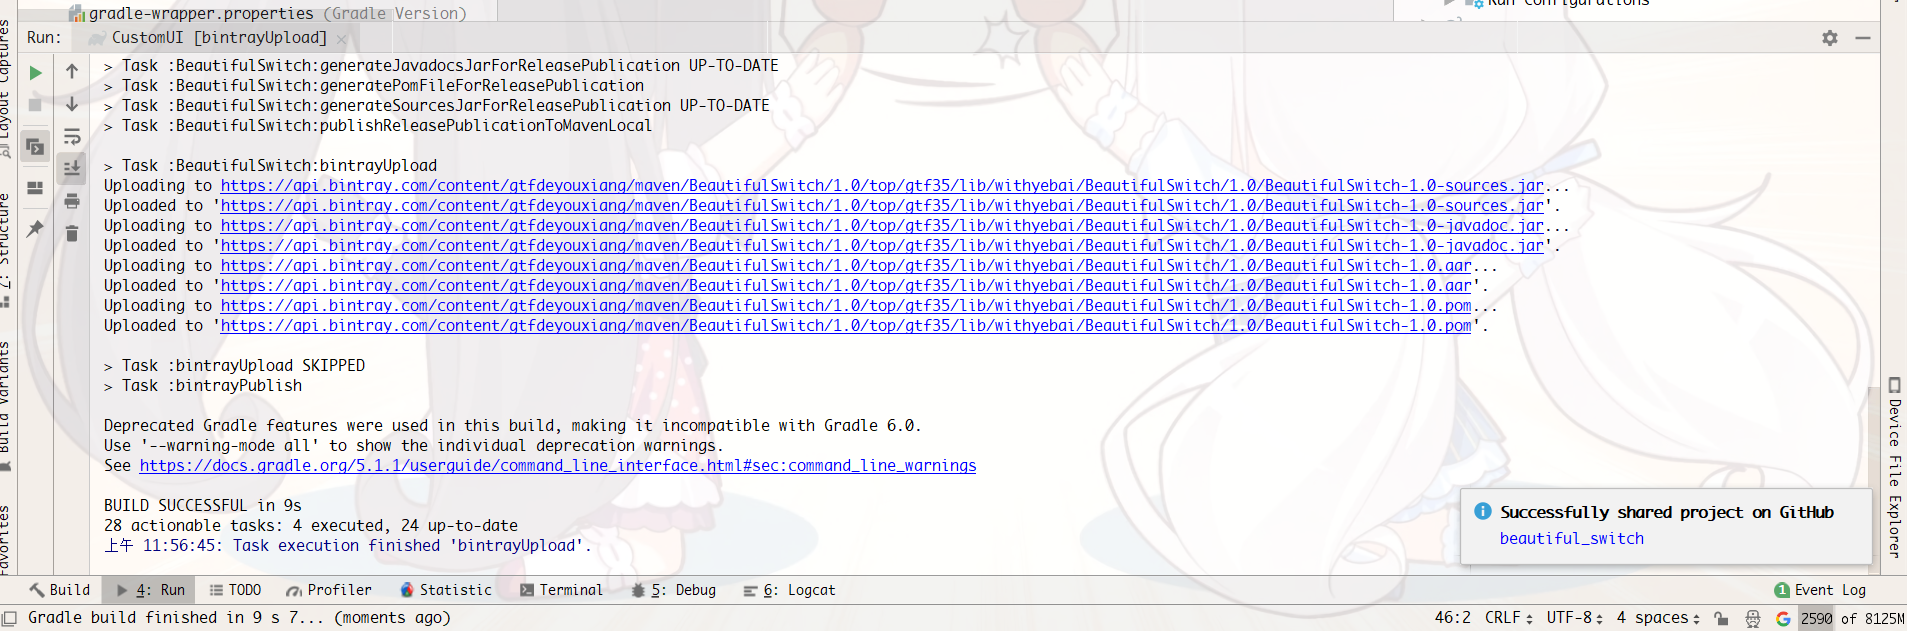 gradle-wrapper.properties (Gradle Version)
Run Configurations
Run: CustomUI [bintrayUpload]
> Task :BeautifulSwitch:generateJavadocsJarForReleasePublication UP-TO-DATE
> Task :BeautifulSwitch:generatePomFileForReleasePublication
> Task :BeautifulSwitch:generateSourcesJarForReleasePublication UP-TO-DATE
> Task :BeautifulSwitch:publishReleasePublicationToMavenLocal
> Task :BeautifulSwitch:bintrayUpload
Uploading to https://api.bintray.com/content/gtfdeyouxiang/maven/BeautifulSwitch/1.0/top/gtf35/lib/withyebai/BeautifulSwitch/1.0/BeautifulSwitch-1.0-sources.jar...
Uploaded to 'https://api.bintray.com/content/gtfdeyouxiang/maven/BeautifulSwitch/1.0/top/gtf35/lib/withyebai/BeautifulSwitch/1.0/BeautifulSwitch-1.0-sources.jar'.
Uploading to https://api.bintray.com/content/gtfdeyouxiang/maven/BeautifulSwitch/1.0/top/gtf35/lib/withyebai/BeautifulSwitch/1.0/BeautifulSwitch-1.0-javadoc.jar...
Uploaded to 'https://api.bintray.com/content/gtfdeyouxiang/maven/BeautifulSwitch/1.0/top/gtf35/lib/withyebai/BeautifulSwitch/1.0/BeautifulSwitch-1.0-javadoc.jar'.
Uploading to https://api.bintray.com/content/gtfdeyouxiang/maven/BeautifulSwitch/1.0/top/gtf35/lib/withyebai/BeautifulSwitch/1.0/BeautifulSwitch-1.0.aar...
Uploaded to 'https://api.bintray.com/content/gtfdeyouxiang/maven/BeautifulSwitch/1.0/top/gtf35/lib/withyebai/BeautifulSwitch/1.0/BeautifulSwitch-1.0.aar'.
Uploading to https://api.bintray.com/content/gtfdeyouxiang/maven/BeautifulSwitch/1.0/top/gtf35/lib/withyebai/BeautifulSwitch/1.0/BeautifulSwitch-1.0.pom...
Uploaded to 'https://api.bintray.com/content/gtfdeyouxiang/maven/BeautifulSwitch/1.0/top/gtf35/lib/withyebai/BeautifulSwitch/1.0/BeautifulSwitch-1.0.pom'.
> Task :bintrayUpload SKIPPED
> Task :bintrayPublish
Deprecated Gradle features were used in this build, making it incompatible with Gradle 6.0.
Use '--warning-mode all' to show the individual deprecation warnings.
See https://docs.gradle.org/5.1.1/userguide/command_line_interface.html#sec:command_line_warnings
BUILD SUCCESSFUL in 9s
28 actionable tasks: 4 executed, 24 up-to-date
上午 11:56:45: Task execution finished 'bintrayUpload'.
Successfully shared project on GitHub
beautiful_switch
Layout Captures
7: Structure
Build Variants
Favorites
Device File Explorer
Build 4: Run TODO Profiler Statistic Terminal 5: Debug 6: Logcat 1 Event Log
Gradle build finished in 9 s 7... (moments ago) 46:2 CRLF UTF-8 4 spaces 2590 of 8125M